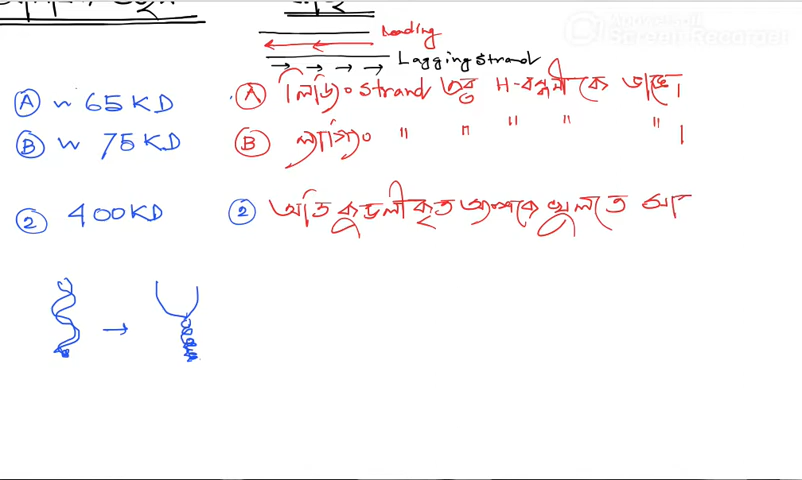 Leading
Lagging strand
Ⓐ ~ 65 KD Ⓐ লিডিং strand এর H-বন্ধনীকে ভাঙে।
Ⓑ ~ 75 KD Ⓑ ল্যাগিং " " " " " ।
② 400 KD ② অতি কুন্ডলীকৃত অংশকে খুলতে